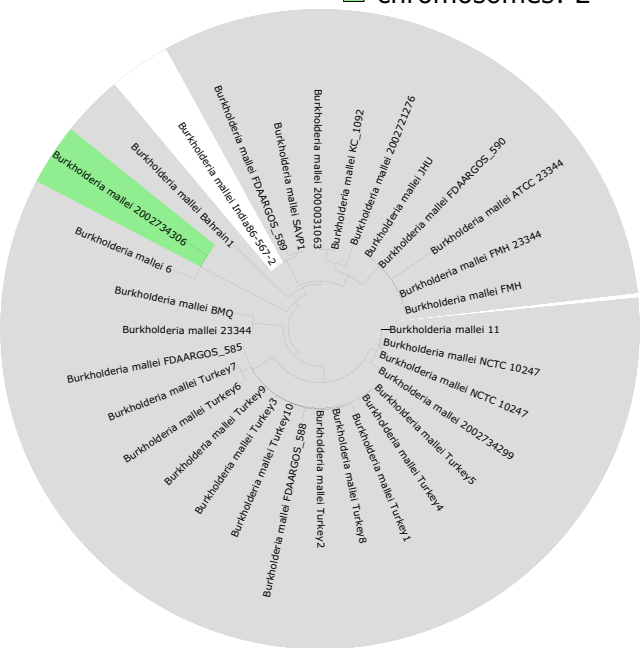 chromosomes: 2
Burkholderia mallei FDAARGOS_589
Burkholderia mallei SAVP1
Burkholderia mallei 2000031063
Burkholderia mallei KC_1092
Burkholderia mallei 2002721276
Burkholderia mallei JHU
Burkholderia mallei FDAARGOS_590
Burkholderia mallei ATCC 23344
Burkholderia mallei FMH 23344
Burkholderia mallei FMH
Burkholderia mallei 11
Burkholderia mallei NCTC 10247
Burkholderia mallei NCTC 10247
Burkholderia mallei 2002734299
Burkholderia mallei Turkey5
Burkholderia mallei Turkey4
Burkholderia mallei Turkey1
Burkholderia mallei Turkey8
Burkholderia mallei Turkey2
Burkholderia mallei FDAARGOS_588
Burkholderia mallei Turkey10
Burkholderia mallei Turkey3
Burkholderia mallei Turkey9
Burkholderia mallei Turkey6
Burkholderia mallei Turkey7
Burkholderia mallei FDAARGOS_585
Burkholderia mallei 23344
Burkholderia mallei BMQ
Burkholderia mallei 6
Burkholderia mallei 2002734306
Burkholderia mallei Bahrain1
Burkholderia mallei India86-567-2